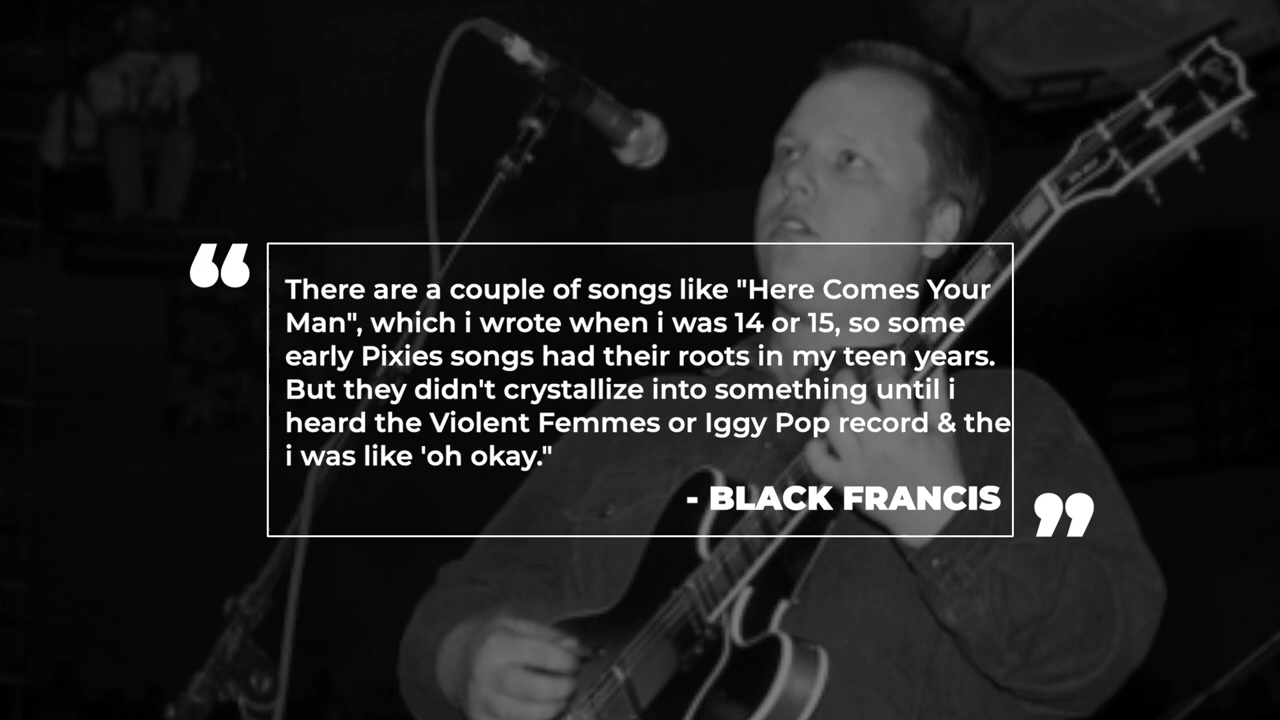 “
There are a couple of songs like "Here Comes Your
Man", which i wrote when i was 14 or 15, so some
early Pixies songs had their roots in my teen years.
But they didn't crystallize into something until i
heard the Violent Femmes or Iggy Pop record & the
i was like 'oh okay."
- BLACK FRANCIS
”